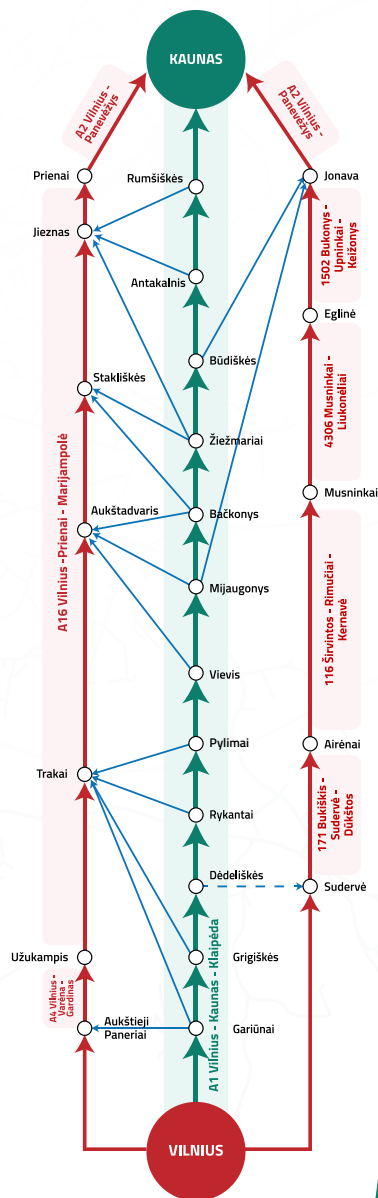 KAUNAS
A2 Vilnius -
Panevėžys
A2 Vilnius -
Panevėžys
Prienai
Rumšiškės
Jonava
Jieznas
1502 Bukonys -
Upninkai -
Keižonys
Antakalnis
Eglinė
Būdiškės
Stakliškės
4306 Musninkai -
Liukonėliai
Žiežmariai
Musninkai
Aukštadvaris
Bačkonys
A16 Vilnius -Prienai - Marijampolė
Mijaugonys
116 Širvintos - Rimučiai -
Kernavė
Vievis
Pylimai
Airėnai
Trakai
Rykantai
171 Bukiškis -
Sudervė -
Dūkštos
Dėdeliškės
Sudervė
Užukampis
Grigiškės
A1 Vilnius - Kaunas - Klaipėda
A4 Vilnius -
Varėna -
Gardinas
Aukštieji
Paneriai
Gariūnai
VILNIUS